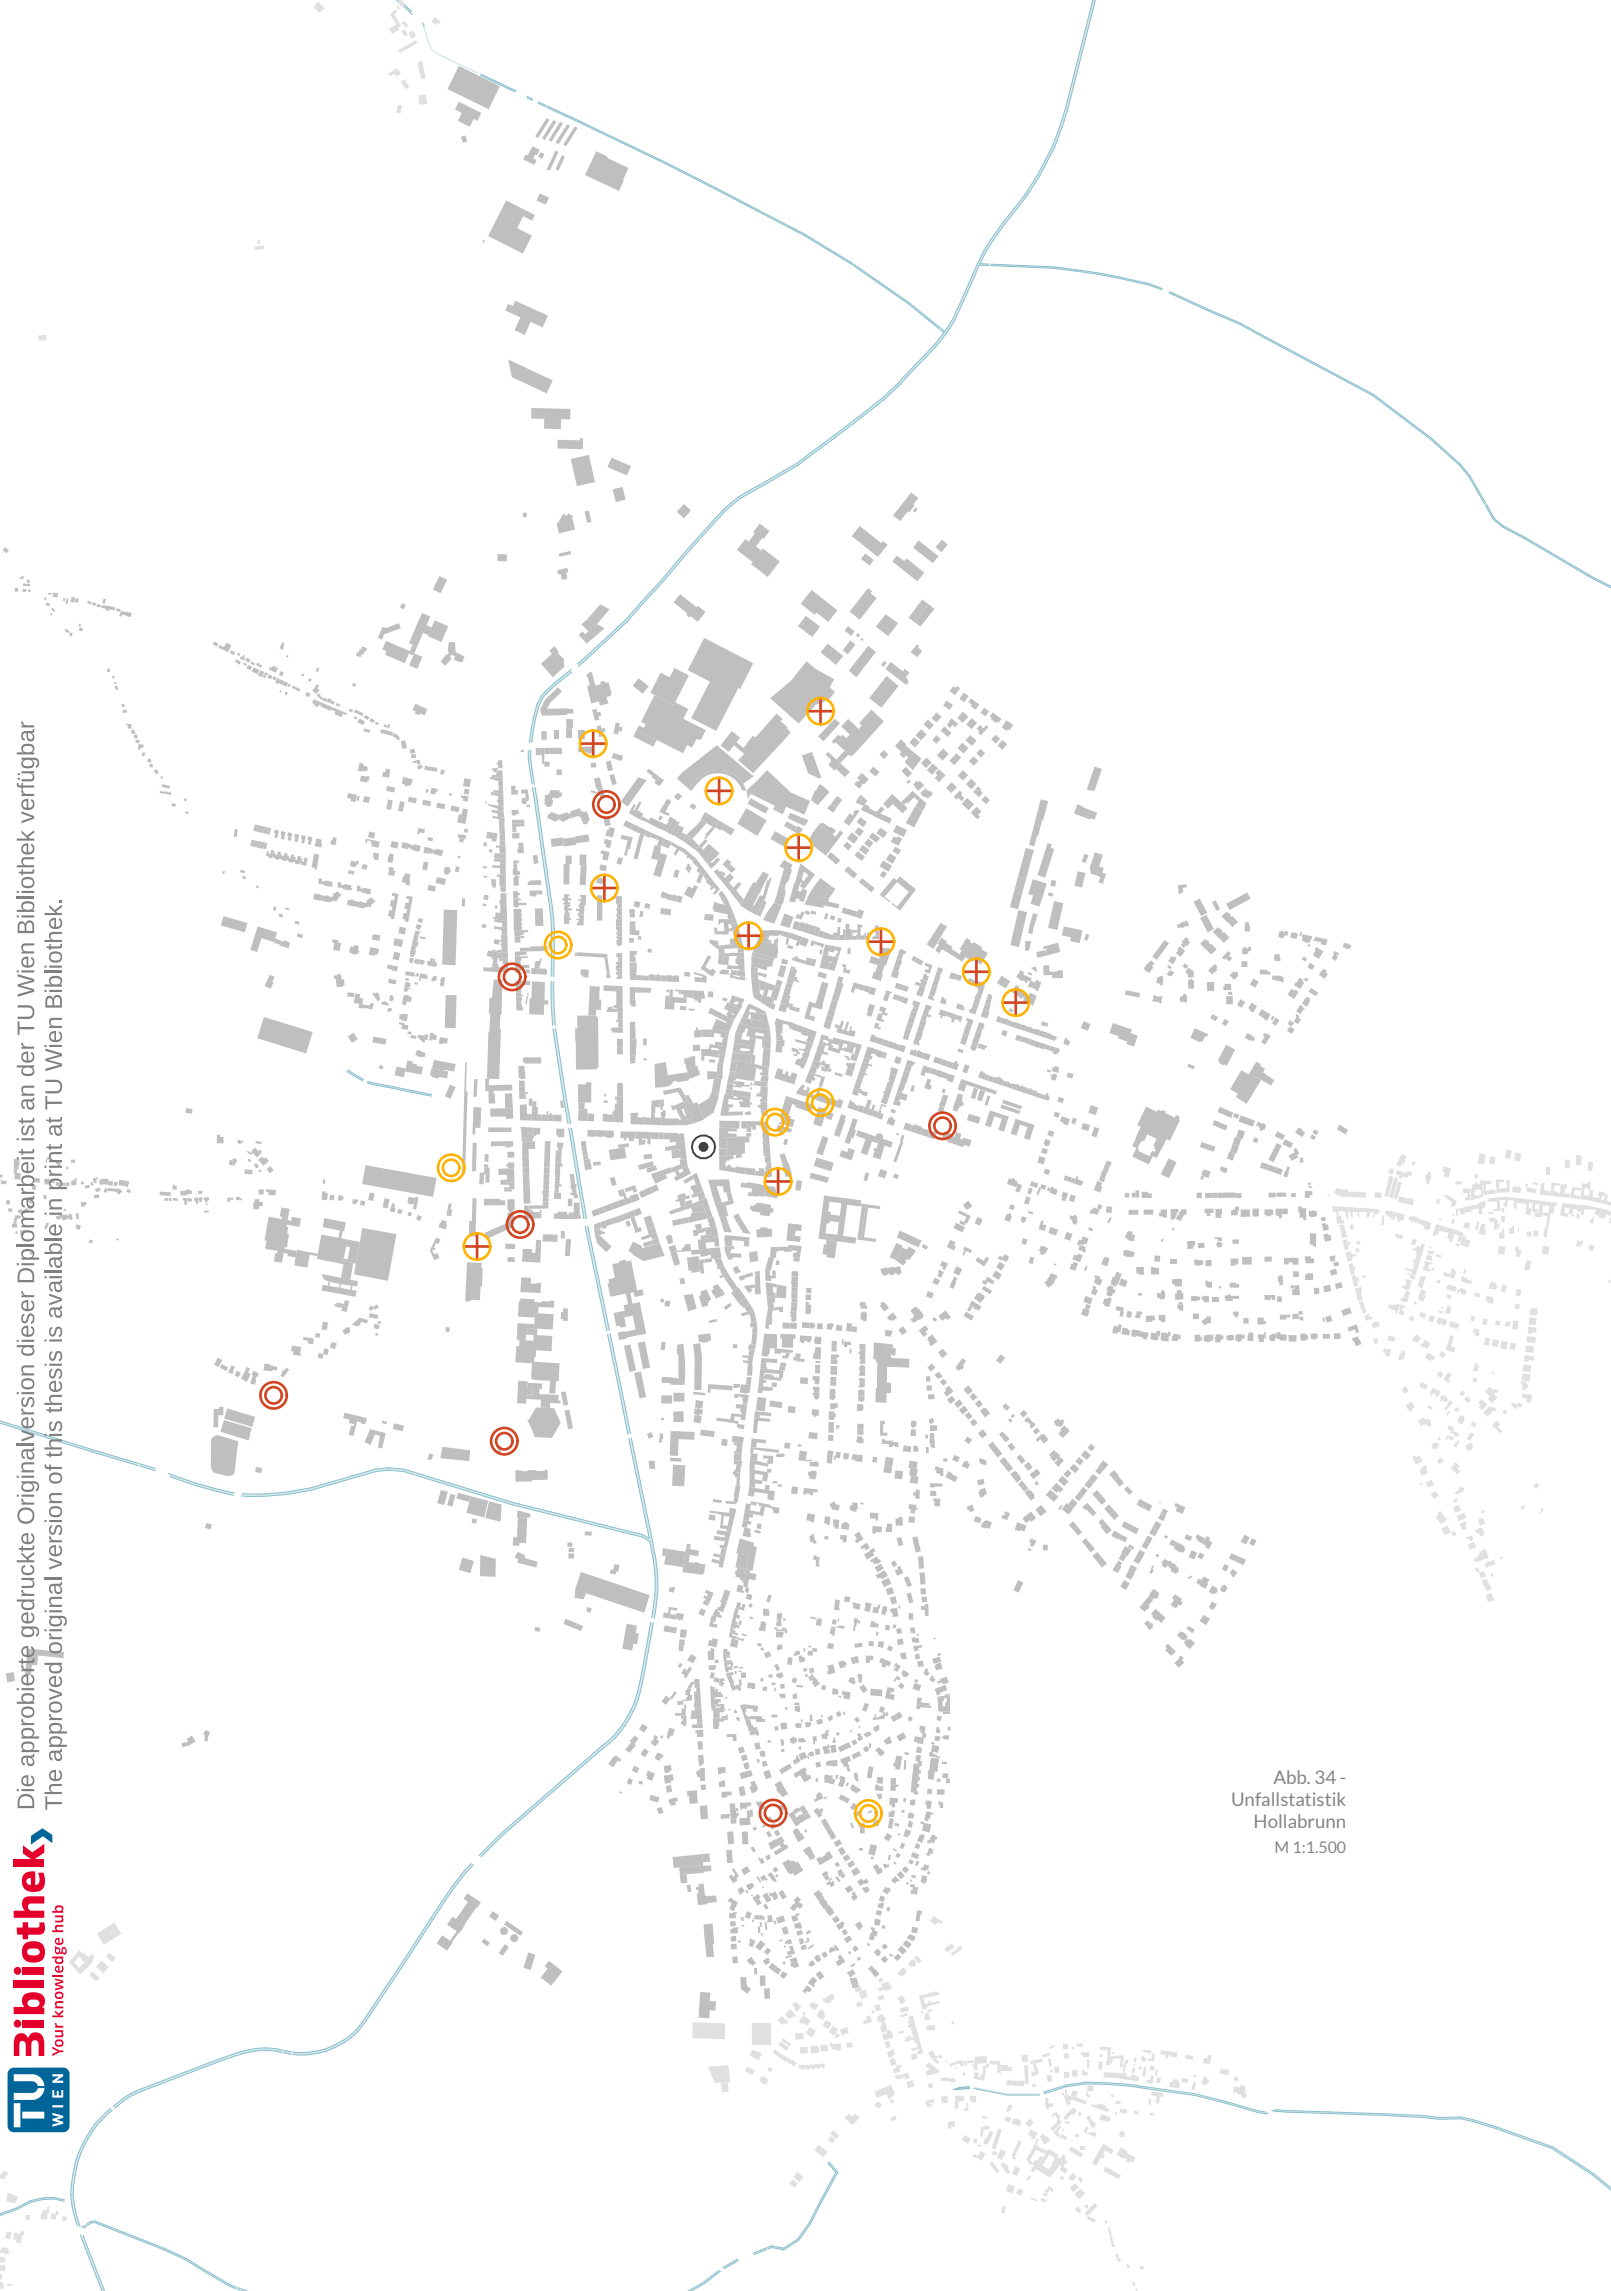 Die approbierte gedruckte Originalversion dieser Diplomarbeit ist an der TU Wien Bibliothek verfügbar
The approved original version of this thesis is available in print at TU Wien Bibliothek.
Bibliothek
Your knowledge hub
TU
WIEN
Abb. 34 -
Unfallstatistik
Hollabrunn
M 1:1.500